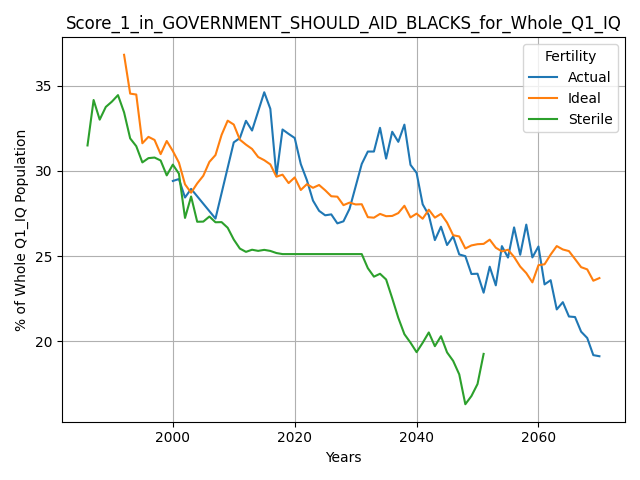 Score_1_in_GOVERNMENT_SHOULD_AID_BLACKS_for_Whole_Q1_IQ
Fertility
Actual
Ideal
Sterile
% of Whole Q1_IQ Population
35
30
25
20
2000
2020
2040
2060
Years